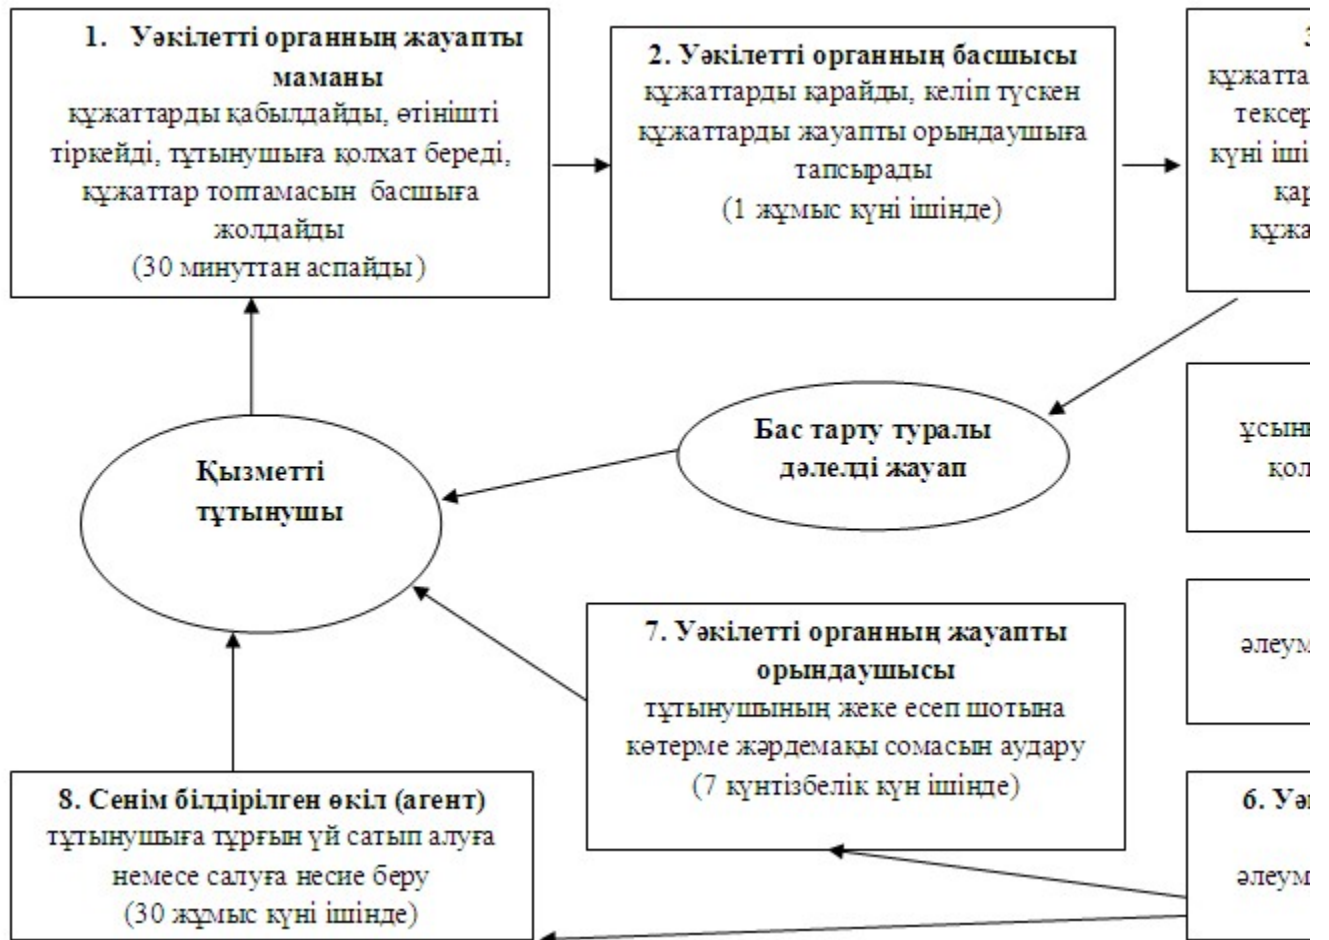 1. Уәкілетті органның жауапты
маманы
құжаттарды қабылдайды, өтінішті
тіркейді, тұтынушыға қолхат береді,
құжаттар топтамасын басшыға
жолдайды
(30 минуттан аспайды)
2. Уәкілетті органның басшысы
құжаттарды қарайды, келіп түскен
құжаттарды жауапты орындаушыға
тапсырады
(1 жұмыс күні ішінде)
күні
Бас тарту туралы
дәлелді жауап
Қызметті
тұтынушы
7. Уәкілетті органның жауапты
орындаушысы
тұтынушының жеке есеп шотына
көтерме жәрдемақы сомасын аудару
(7 күнтізбелік күн ішінде)
8. Сенім білдірілген өкіл (агент)
тұтынушыға тұрғын үй сатып алуға
немесе салуға несие беру
(30 жұмыс күні ішінде)
6.